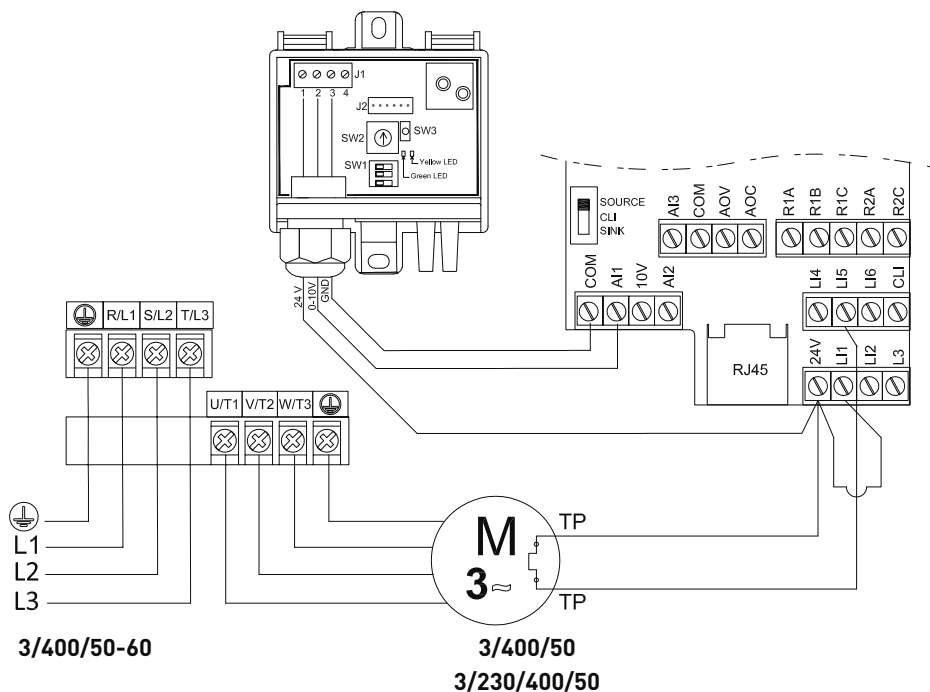 J1
1 2 3 4
J2
SW3
SW2
Yellow LED
SW1
Green LED
24 V
0-10V
GND
SOURCE
CLI
SINK
AI3
COM
AOV
AOC
R1A
R1B
R1C
R2A
R2C
COM
AI1
10V
AI2
LI4
LI5
LI6
CLI
RJ45
24V
LI1
LI2
L3
R/L1 S/L2 T/L3
U/T1 V/T2 W/T3
L1
L2
L3
M
3~
TP
TP
3/400/50-60
3/400/50
3/230/400/50